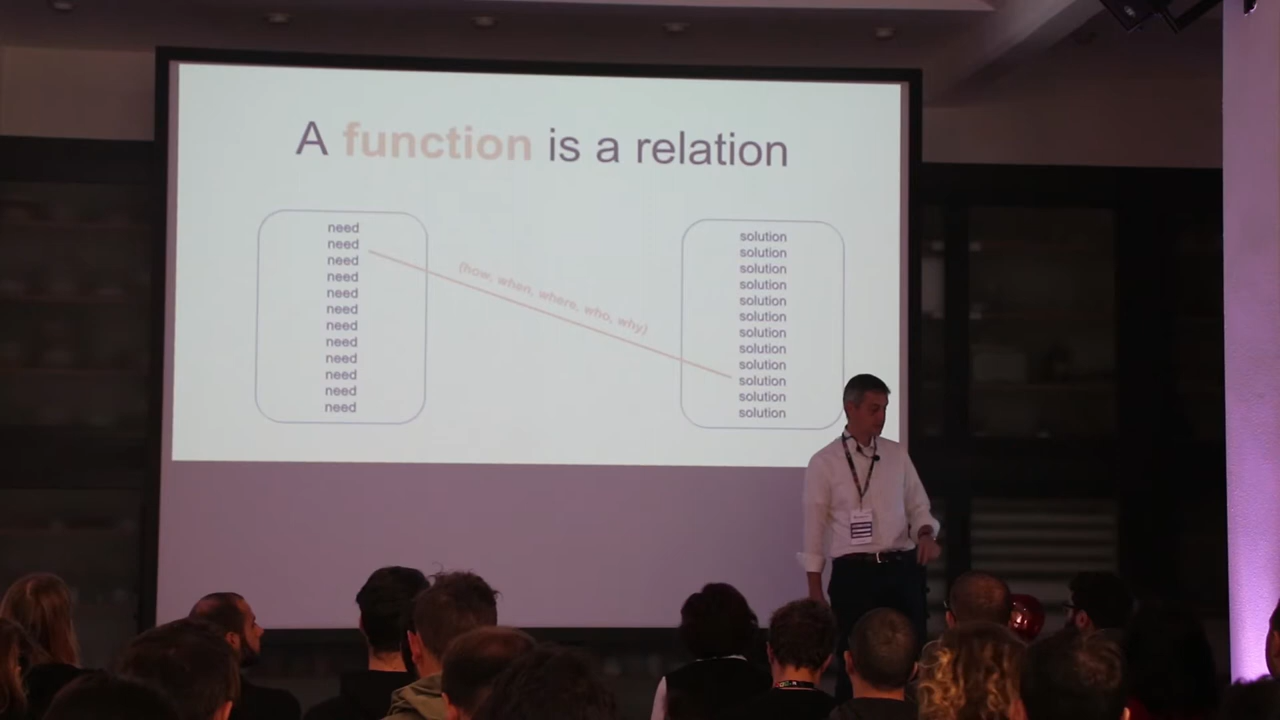 A function is a relation
need
need
need
need
need
need
need
need
need
need
need
need
(how, when, where, who, why)
solution
solution
solution
solution
solution
solution
solution
solution
solution
solution
solution
solution